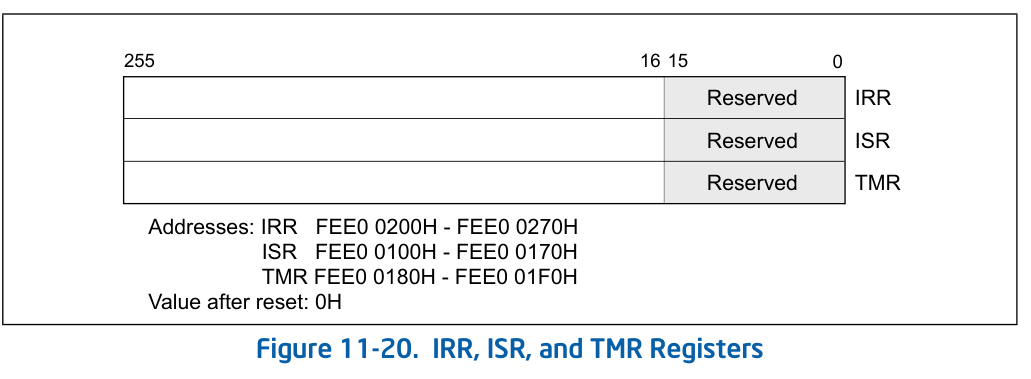 255 16 15 0
Reserved IRR
Reserved ISR
Reserved TMR
Addresses: IRR FEE0 0200H - FEE0 0270H
ISR FEE0 0100H - FEE0 0170H
TMR FEE0 0180H - FEE0 01F0H
Value after reset: 0H
Figure 11-20. IRR, ISR, and TMR Registers